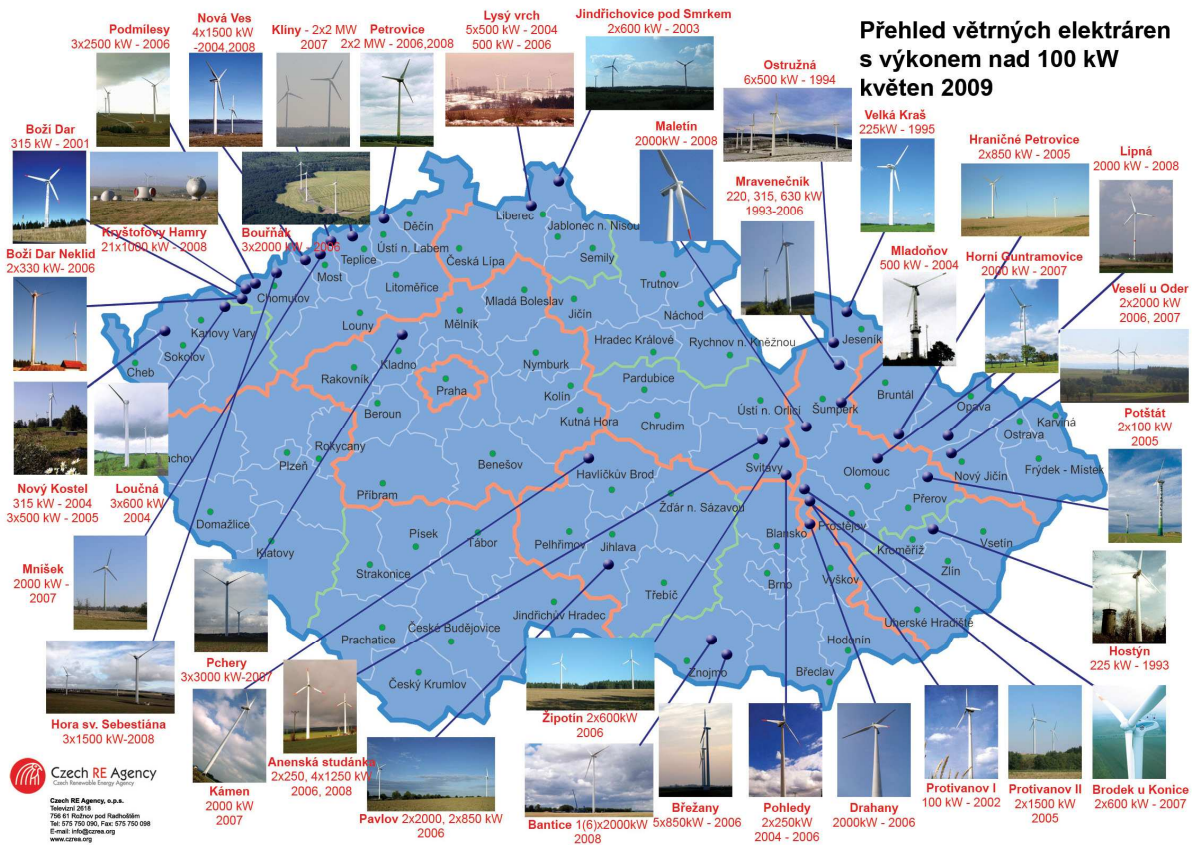 Přehled větrných elektráren
s výkonem nad 100 kW
květen 2009
Podmilesy
3x2500 kW - 2006
Nová Ves
4x1500 kW
-2004,2008
Klíny - 2x2 MW
2007
Petrovice
2x2 MW - 2006,2008
Lysý vrch
5x500 kW - 2004
500 kW - 2006
Jindřichovice pod Smrkem
2x600 kW - 2003
Ostružná
6x500 kW - 1994
Velká Kraš
225kW - 1995
Hraničné Petrovice
2x850 kW - 2005
Lipná
2000 kW - 2008
Boží Dar
315 kW - 2001
Maletín
2000kW - 2008
Mravenečník
220, 315, 630 kW
1993-2006
Kryštofovy Hamry
21x1000 kW - 2008
Bouřňák
3x2000 kW - 2006
Mladoňov
500 kW - 2004
Horní Guntramovice
2000 kW - 2007
Boží Dar Neklid
2x330 kW- 2006
Veselí u Oder
2x2000 kW
2006, 2007
Děčín
Ústí n. Labem
Teplice
Most
Chomutov
Litoměřice
Louny
Česká Lípa
Liberec
Jablonec n. Nisou
Semily
Trutnov
Mladá Boleslav
Jičín
Náchod
Mělník
Hradec Králové
Rychnov n. Kněžnou
Jeseník
Karlovy Vary
Sokolov
Cheb
Kladno
Rakovník
Praha
Nymburk
Kolín
Pardubice
Beroun
Kutná Hora
Chrudim
Ústí n. Orlicí
Šumperk
Bruntál
Opava
Karviná
Ostrava
achov
Rokycany
Plzeň
Benešov
Příbram
Havlíčkův Brod
Svitavy
Olomouc
Nový Jičín
Frýdek - Místek
Přerov
Domažlice
Klatovy
Písek
Tábor
Pelhřimov
Jihlava
Žďár n. Sázavou
Blansko
Prostějov
Kroměříž
Vsetín
Zlín
Strakonice
Třebíč
Brno
Vyškov
Jindřichův Hradec
Prachatice
České Budějovice
Uherské Hradiště
Hodonín
Český Krumlov
Znojmo
Břeclav
Potštát
2x100 kW
2005
Nový Kostel
315 kW - 2004
3x500 kW - 2005
Loučná
3x600 kW
2004
Mníšek
2000 kW -
2007
Hostýn
225 kW - 1993
Pchery
3x3000 kW-2007
Hora sv. Sebestiána
3x1500 kW-2008
Žipotín 2x600kW
2006
Anenská studánka
2x250, 4x1250 kW
2006, 2008
Kámen
2000 kW
2007
Pavlov 2x2000, 2x850 kW
2006
Bantice 1(6)x2000kW
2008
Břežany
5x850kW - 2006
Pohledy
2x250kW
2004 - 2006
Drahany
2000kW - 2006
Protivanov I
100 kW - 2002
Protivanov II
2x1500 kW
2005
Brodek u Konice
2x600 kW - 2007
Czech RE Agency
Czech Renewable Energy Agency
Czech RE Agency, o.p.s.
Televizní 2618
756 61 Rožnov pod Radhoštěm
Tel: 575 750 090, Fax: 575 750 098
E-mail: info@czrea.org
www.czrea.org